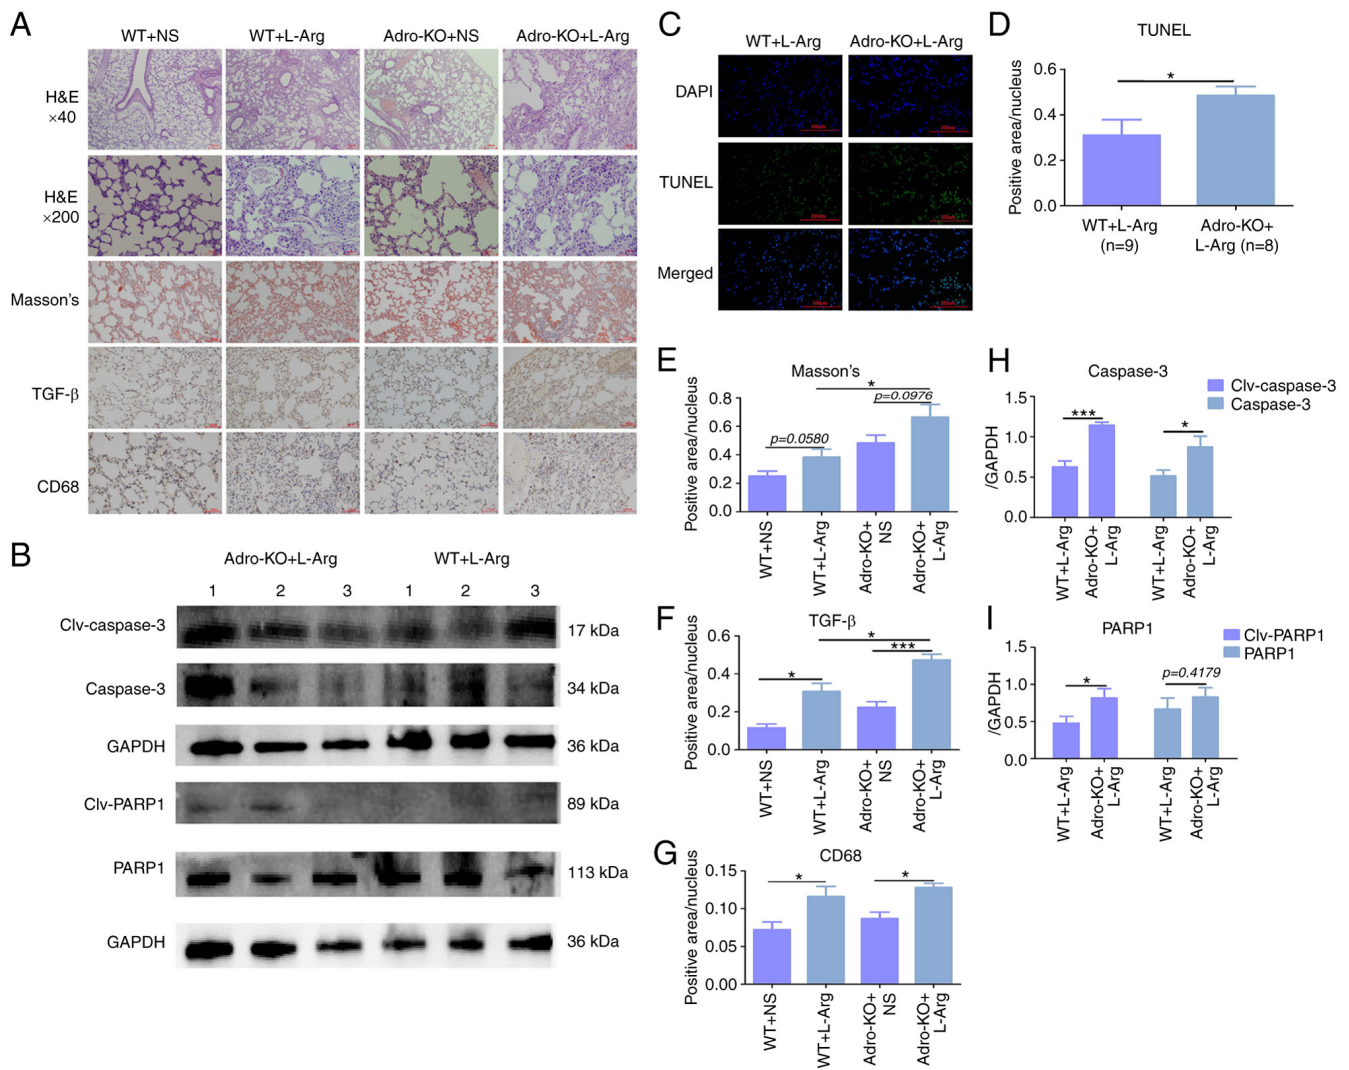 A
WT+NS WT+L-Arg Adro-KO+NS Adro-KO+L-Arg
H&E
×40
H&E
×200
Masson's
TGF-β
CD68
B
Adro-KO+L-Arg WT+L-Arg
1 2 3 1 2 3
Clv-caspase-3 17 kDa
Caspase-3 34 kDa
GAPDH 36 kDa
Clv-PARP1 89 kDa
PARP1 113 kDa
GAPDH 36 kDa
C
WT+L-Arg Adro-KO+L-Arg
DAPI
TUNEL
Merged
100um 100um
100um 100um
100um 100um
D
TUNEL
Positive area/nucleus
0.6
0.4
0.2
0.0
*
WT+L-Arg Adro-KO+
(n=9) L-Arg (n=8)
E
Masson's
Positive area/nucleus
0.8
0.6
0.4
0.2
0.0
*
p=0.0976
p=0.0580
WT+NS
WT+L-Arg
Adro-KO+
NS
Adro-KO+
L-Arg
F
TGF-β
Positive area/nucleus
0.6
0.4
0.2
0.0
*
***
*
WT+NS
WT+L-Arg
Adro-KO+
NS
Adro-KO+
L-Arg
G
CD68
Positive area/nucleus
0.15
0.10
0.05
0.00
* *
WT+NS
WT+L-Arg
Adro-KO+
NS
Adro-KO+
L-Arg
H
Caspase-3
Clv-caspase-3
Caspase-3
/GAPDH
1.5
1.0
0.5
0.0
*** *
WT+L-Arg
Adro-KO+
L-Arg
WT+L-Arg
Adro-KO+
L-Arg
I
PARP1
Clv-PARP1
PARP1
/GAPDH
1.5
1.0
0.5
0.0
* p=0.4179
WT+L-Arg
Adro-KO+
L-Arg
WT+L-Arg
Adro-KO+
L-Arg